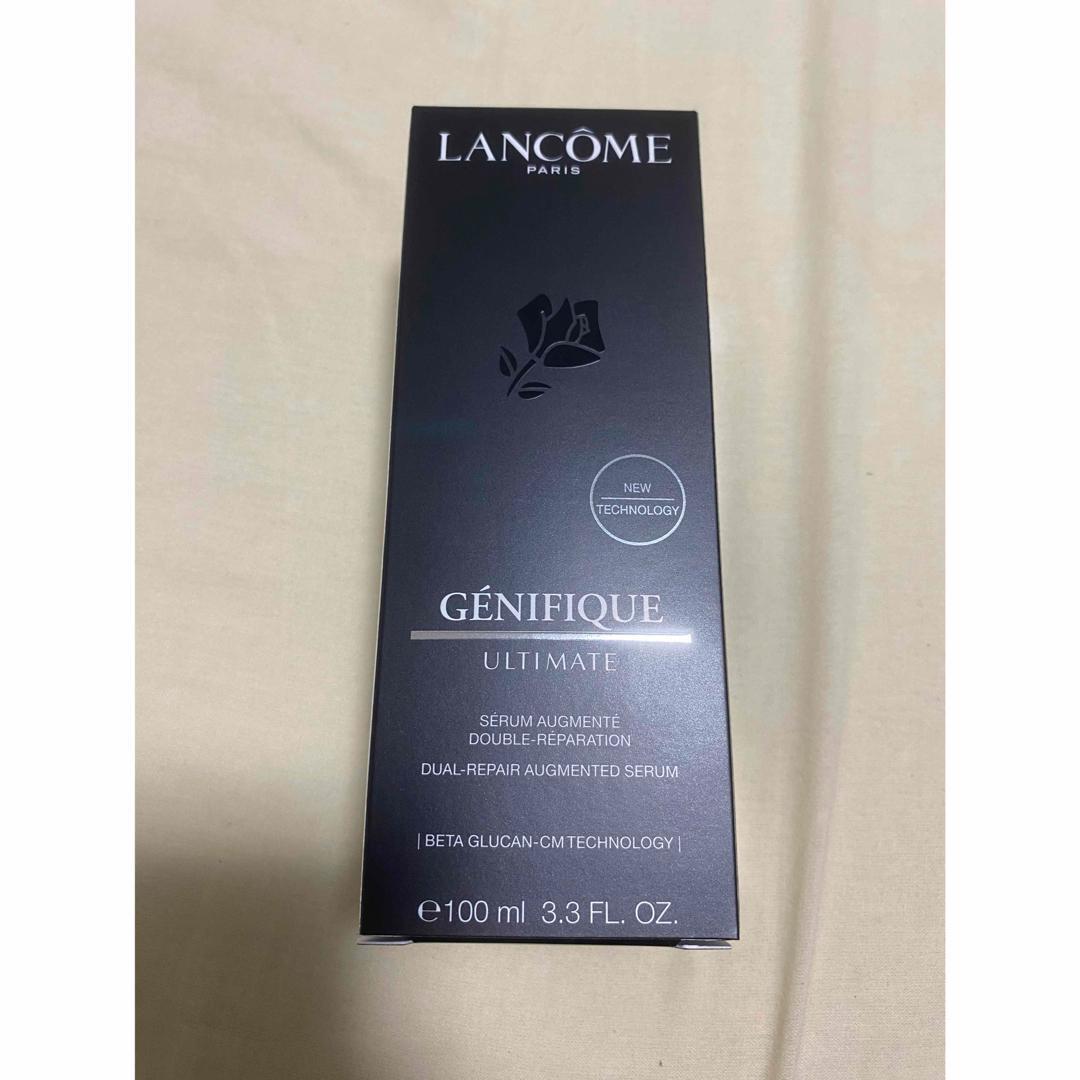 LANCÔME
PARIS
NEW
TECHNOLOGY
GÉNIFIQUE
ULTIMATE
SÉRUM AUGMENTÉ
DOUBLE-RÉPARATION
DUAL-REPAIR AUGMENTED SERUM
| BETA GLUCAN-CM TECHNOLOGY |
℮100 ml 3.3 FL. OZ.